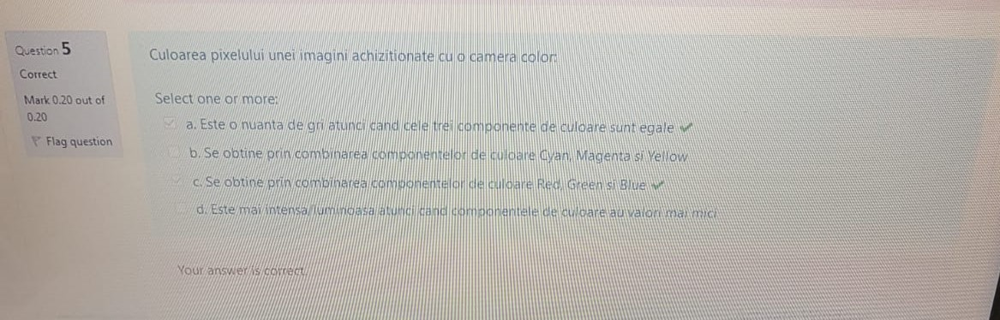 Question 5
Correct
Mark 0.20 out of
0.20
Flag question
Culoarea pixelului unei imagini achizitionate cu o camera color:
Select one or more:
a. Este o nuanta de gri atunci cand cele trei componente de culoare sunt egale
b. Se obtine prin combinarea componentelor de culoare Cyan, Magenta si Yellow
c. Se obtine prin combinarea componentelor de culoare Red, Green si Blue
d. Este mai intensa/luminoasa atunci cand componentele de culoare au valori mai mici
Your answer is correct.